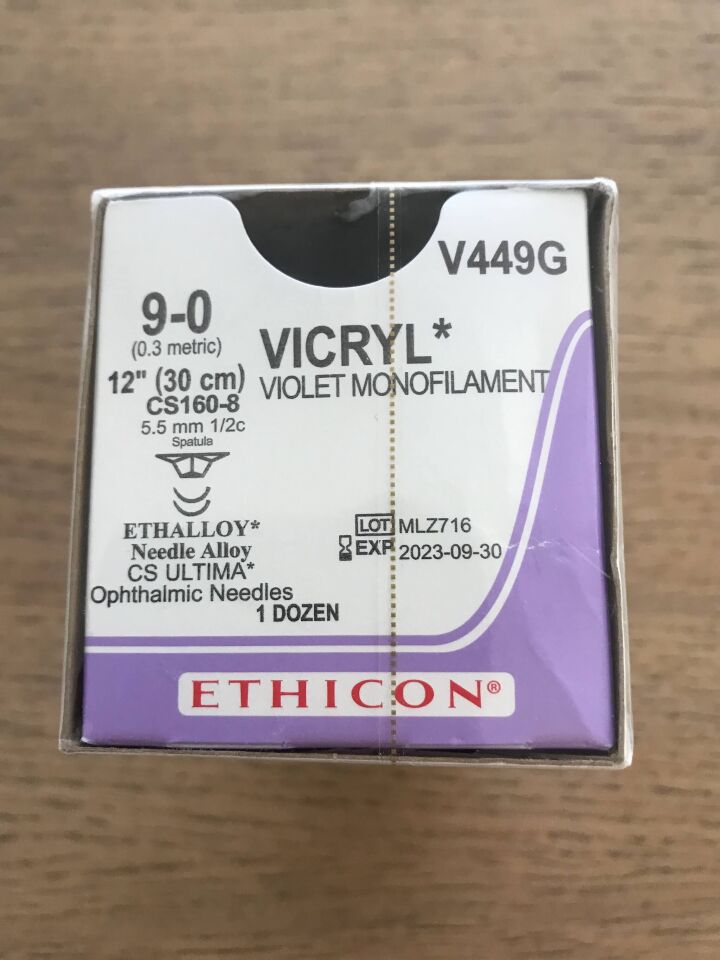 V449G
9-0
(0.3 metric)
VICRYL*
12" (30 cm)
VIOLET MONOFILAMENT
CS160-8
5.5 mm 1/2c
Spatula
ETHALLOY*
Needle Alloy
CS ULTIMA*
Ophthalmic Needles
LOT MLZ716
EXP 2023-09-30
1 DOZEN
ETHICON®